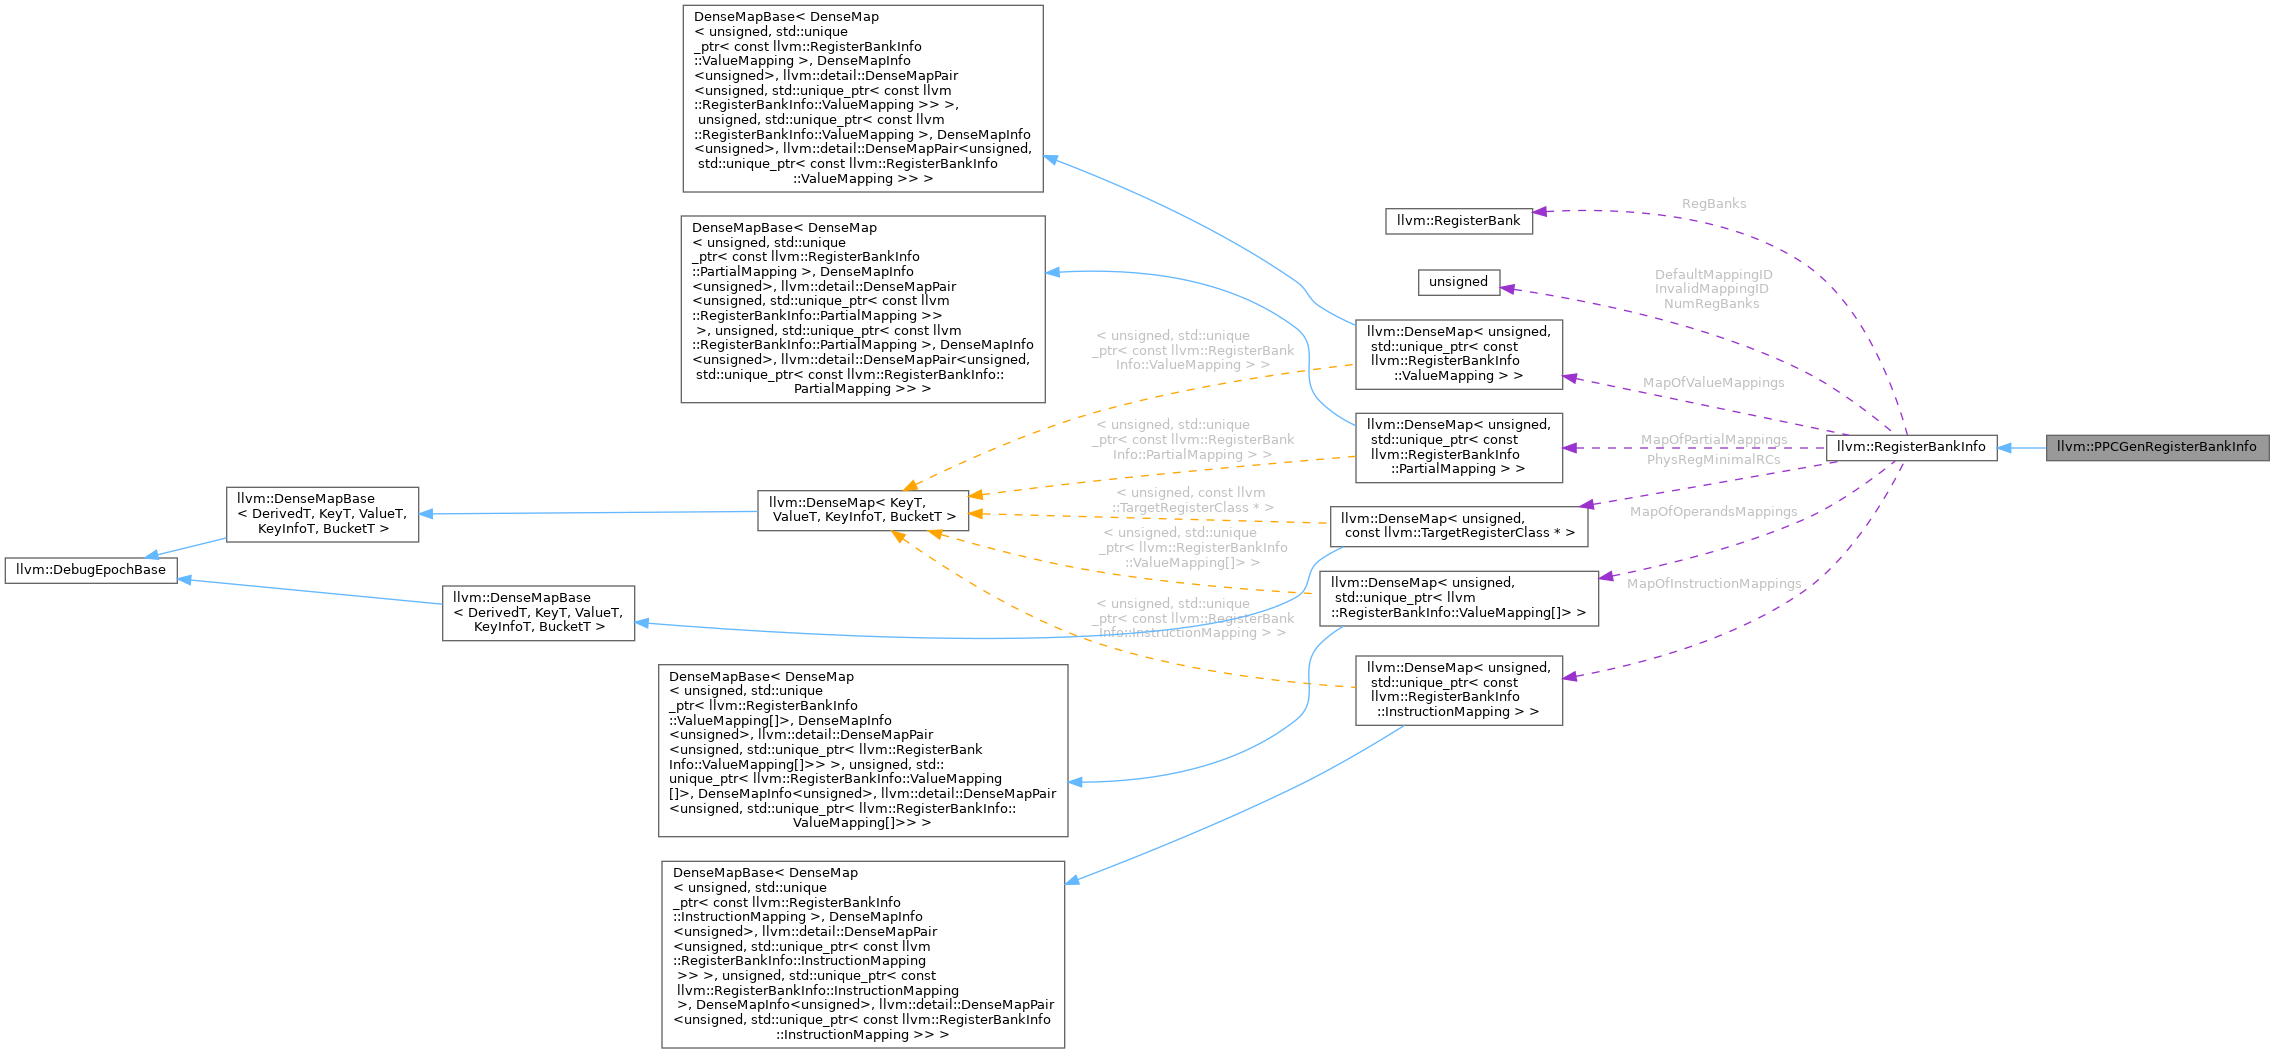 DenseMapBase< DenseMap
< unsigned, std::unique
_ptr< const llvm::RegisterBankInfo
::ValueMapping >, DenseMapInfo
<unsigned>, llvm::detail::DenseMapPair
<unsigned, std::unique_ptr< const llvm
::RegisterBankInfo::ValueMapping >> >,
unsigned, std::unique_ptr< const llvm
::RegisterBankInfo::ValueMapping >, DenseMapInfo
<unsigned>, llvm::detail::DenseMapPair<unsigned,
std::unique_ptr< const llvm::RegisterBankInfo
::ValueMapping >> >
DenseMapBase< DenseMap
< unsigned, std::unique
_ptr< const llvm::RegisterBankInfo
::PartialMapping >, DenseMapInfo
<unsigned>, llvm::detail::DenseMapPair
<unsigned, std::unique_ptr< const llvm
::RegisterBankInfo::PartialMapping >>
>, unsigned, std::unique_ptr< const llvm
::RegisterBankInfo::PartialMapping >, DenseMapInfo
<unsigned>, llvm::detail::DenseMapPair<unsigned,
std::unique_ptr< const llvm::RegisterBankInfo::
PartialMapping >> >
RegBanks
llvm::RegisterBank
DefaultMappingID
InvalidMappingID
NumRegBanks
unsigned
< unsigned, std::unique
_ptr< const llvm::RegisterBank
Info::ValueMapping > >
llvm::DenseMap< unsigned,
std::unique_ptr< const
llvm::RegisterBankInfo
::ValueMapping > >
MapOfValueMappings
< unsigned, std::unique
_ptr< const llvm::RegisterBank
Info::PartialMapping > >
llvm::DenseMap< unsigned,
std::unique_ptr< const
llvm::RegisterBankInfo
::PartialMapping > >
MapOfPartialMappings
llvm::RegisterBankInfo
llvm::PPCGenRegisterBankInfo
PhysRegMinimalRCs
llvm::DenseMapBase
< DerivedT, KeyT, ValueT,
KeyInfoT, BucketT >
llvm::DenseMap< KeyT,
ValueT, KeyInfoT, BucketT >
< unsigned, const llvm
::TargetRegisterClass * >
llvm::DenseMap< unsigned,
const llvm::TargetRegisterClass * >
MapOfOperandsMappings
llvm::DebugEpochBase
< unsigned, std::unique
_ptr< llvm::RegisterBankInfo
::ValueMapping[]> >
llvm::DenseMap< unsigned,
std::unique_ptr< llvm
::RegisterBankInfo::ValueMapping[]> >
MapOfInstructionMappings
llvm::DenseMapBase
< DerivedT, KeyT, ValueT,
KeyInfoT, BucketT >
< unsigned, std::unique
_ptr< const llvm::RegisterBank
Info::InstructionMapping > >
llvm::DenseMap< unsigned,
std::unique_ptr< const
llvm::RegisterBankInfo
::InstructionMapping > >
DenseMapBase< DenseMap
< unsigned, std::unique
_ptr< llvm::RegisterBankInfo
::ValueMapping[]>, DenseMapInfo
<unsigned>, llvm::detail::DenseMapPair
<unsigned, std::unique_ptr< llvm::RegisterBank
Info::ValueMapping[]>> >, unsigned, std::
unique_ptr< llvm::RegisterBankInfo::ValueMapping
[]>, DenseMapInfo<unsigned>, llvm::detail::DenseMapPair
<unsigned, std::unique_ptr< llvm::RegisterBankInfo::
ValueMapping[]>> >
DenseMapBase< DenseMap
< unsigned, std::unique
_ptr< const llvm::RegisterBankInfo
::InstructionMapping >, DenseMapInfo
<unsigned>, llvm::detail::DenseMapPair
<unsigned, std::unique_ptr< const llvm
::RegisterBankInfo::InstructionMapping
>> >, unsigned, std::unique_ptr< const
llvm::RegisterBankInfo::InstructionMapping
>, DenseMapInfo<unsigned>, llvm::detail::DenseMapPair
<unsigned, std::unique_ptr< const llvm::RegisterBankInfo
::InstructionMapping >> >